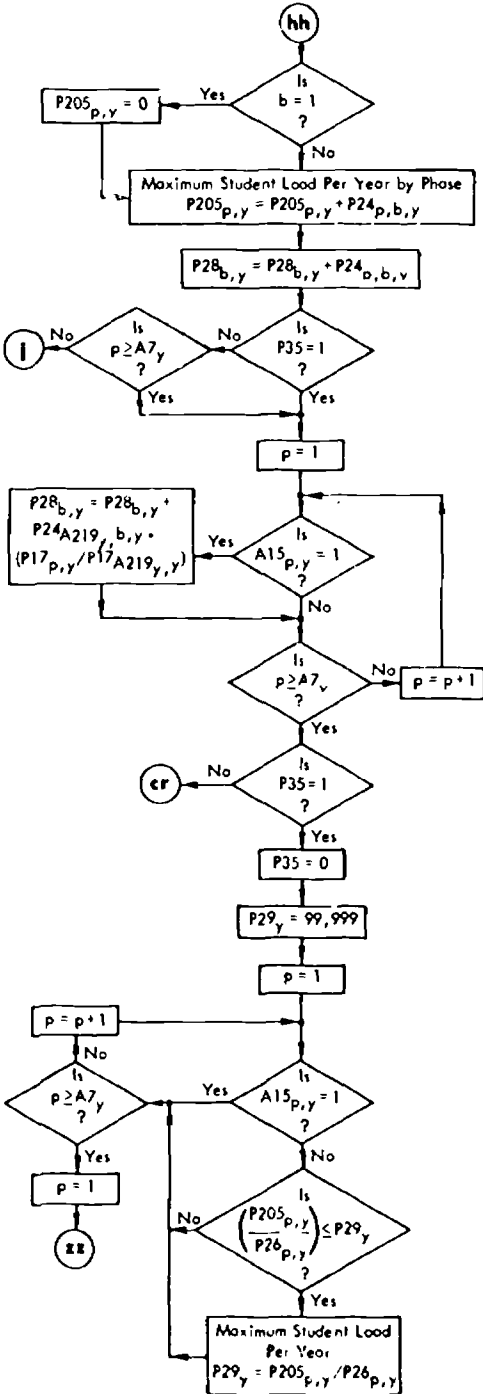 hh
Is
b = 1
?
Yes
No
P205p,y = 0
Maximum Student Load Per Year by Phase
P205p,y = P205p,y + P24p,b,y
P28b,y = P28b,y + P24p,b,y
Is
P35 = 1
?
No
Yes
Is
p ≥ A7y
?
No
Yes
j
p = 1
Is
A15p,y = 1
?
Yes
No
P28b,y = P28b,y +
P24A219y,b,y •
(P17p,y/P17A219y,y)
Is
p ≥ A7y
?
No
Yes
p = p + 1
Is
P35 = 1
?
No
Yes
cr
P35 = 0
P29y = 99,999
p = 1
p = p + 1
No
Is
p ≥ A7y
?
Yes
p = 1
zz
Is
A15p,y = 1
?
Yes
No
Is
(P205p,y / P26p,y) ≤ P29y
?
No
Yes
Maximum Student Load
Per Year
P29y = P205p,y / P26p,y